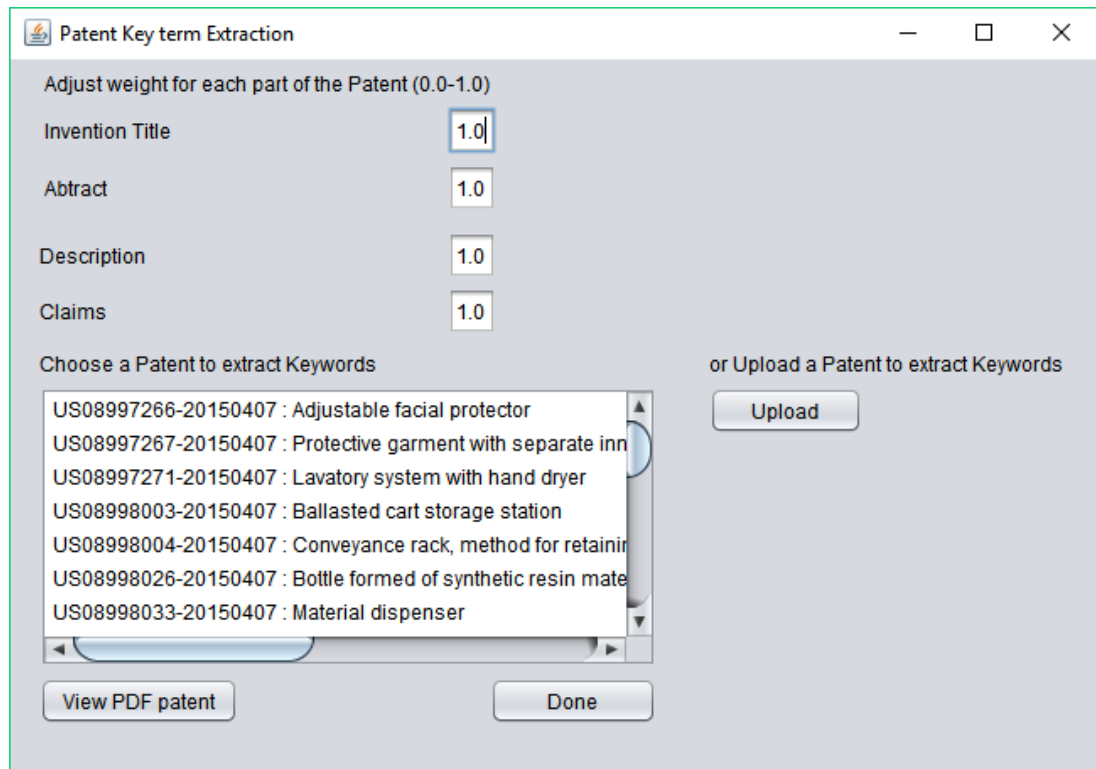 Patent Key term Extraction
Adjust weight for each part of the Patent (0.0-1.0)
Invention Title 1.0
Abtract 1.0
Description 1.0
Claims 1.0
Choose a Patent to extract Keywords or Upload a Patent to extract Keywords
US08997266-20150407 : Adjustable facial protector
Upload
US08997267-20150407 : Protective garment with separate inn
US08997271-20150407 : Lavatory system with hand dryer
US08998003-20150407 : Ballasted cart storage station
US08998004-20150407 : Conveyance rack, method for retainin
US08998026-20150407 : Bottle formed of synthetic resin mate
US08998033-20150407 : Material dispenser
View PDF patent Done